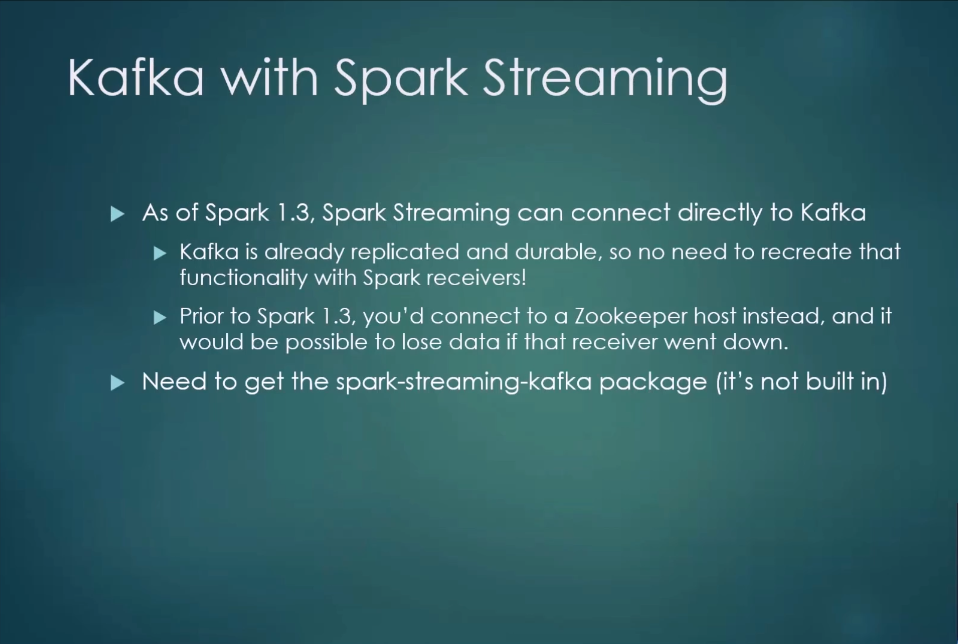 Kafka with Spark Streaming
As of Spark 1.3, Spark Streaming can connect directly to Kafka
Kafka is already replicated and durable, so no need to recreate that
functionality with Spark receivers!
Prior to Spark 1.3, you'd connect to a Zookeeper host instead, and it
would be possible to lose data if that receiver went down.
Need to get the spark-streaming-kafka package (it's not built in)